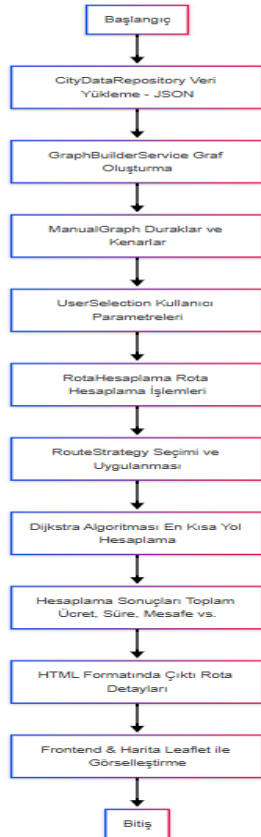 Başlangıç
CityDataRepository Veri
Yükleme - JSON
GraphBuilderService Graf
Oluşturma
ManualGraph Duraklar ve
Kenarlar
UserSelection Kullanıcı
Parametreleri
RotaHesaplama Rota
Hesaplama İşlemleri
RouteStrategy Seçimi ve
Uygulanması
Dijkstra Algoritması En Kısa Yol
Hesaplama
Hesaplama Sonuçları Toplam
Ücret, Süre, Mesafe vs.
HTML Formatında Çıktı Rota
Detayları
Frontend & Harita Leaflet ile
Görselleştirme
Bitiş